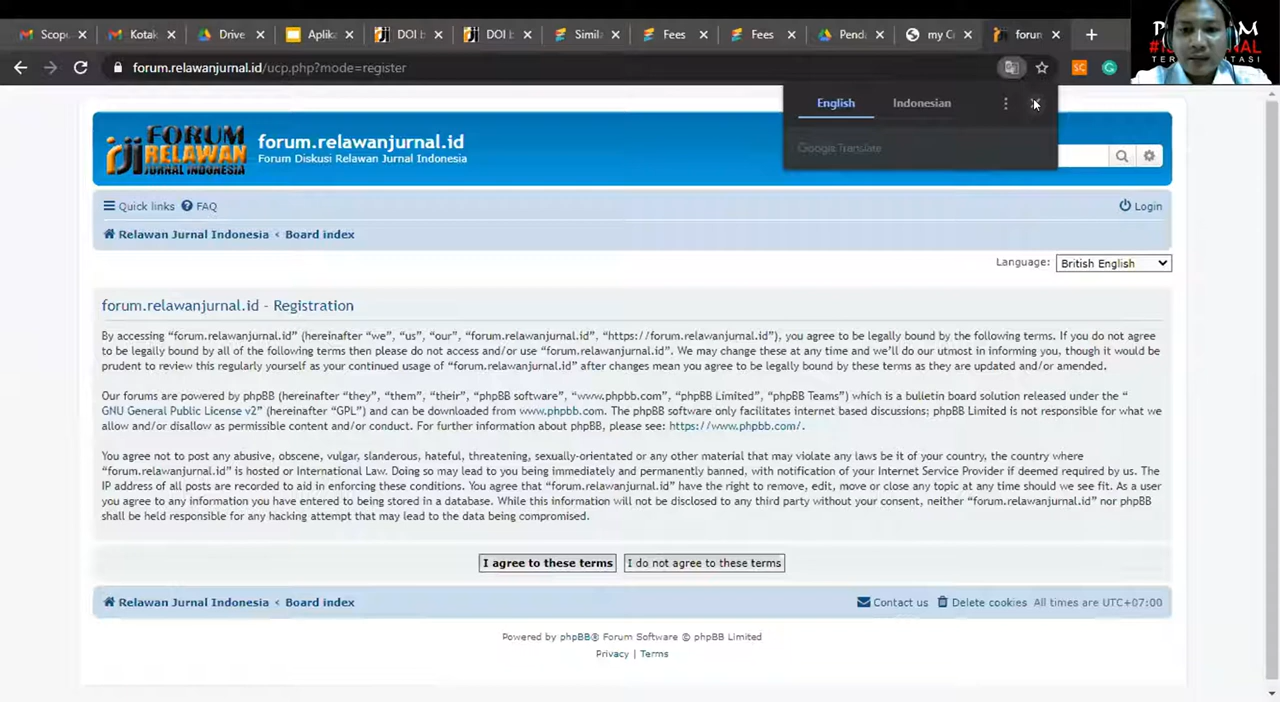 Scopu
Kotak
Drive
Aplika
DOI b
DOI b
Simila
Fees
Fees
Pendu
my C
forun
forum.relawanjurnal.id/ucp.php?mode=register
SC
English
Indonesian
Google Translate
FORUM
RELAWAN
JURNAL INDONESIA
forum.relawanjurnal.id
Forum Diskusi Relawan Jurnal Indonesia
Quick links
FAQ
Login
Relawan Jurnal Indonesia ‹ Board index
Language: British English
forum.relawanjurnal.id - Registration
By accessing “forum.relawanjurnal.id” (hereinafter “we”, “us”, “our”, “forum.relawanjurnal.id”, “https://forum.relawanjurnal.id”), you agree to be legally bound by the following terms. If you do not agree
to be legally bound by all of the following terms then please do not access and/or use “forum.relawanjurnal.id”. We may change these at any time and we’ll do our utmost in informing you, though it would be
prudent to review this regularly yourself as your continued usage of “forum.relawanjurnal.id” after changes mean you agree to be legally bound by these terms as they are updated and/or amended.
Our forums are powered by phpBB (hereinafter “they”, “them”, “their”, “phpBB software”, “www.phpbb.com”, “phpBB Limited”, “phpBB Teams”) which is a bulletin board solution released under the “
GNU General Public License v2” (hereinafter “GPL”) and can be downloaded from www.phpbb.com. The phpBB software only facilitates internet based discussions; phpBB Limited is not responsible for what we
allow and/or disallow as permissible content and/or conduct. For further information about phpBB, please see: https://www.phpbb.com/.
You agree not to post any abusive, obscene, vulgar, slanderous, hateful, threatening, sexually-orientated or any other material that may violate any laws be it of your country, the country where
“forum.relawanjurnal.id” is hosted or International Law. Doing so may lead to you being immediately and permanently banned, with notification of your Internet Service Provider if deemed required by us. The
IP address of all posts are recorded to aid in enforcing these conditions. You agree that “forum.relawanjurnal.id” have the right to remove, edit, move or close any topic at any time should we see fit. As a user
you agree to any information you have entered to being stored in a database. While this information will not be disclosed to any third party without your consent, neither “forum.relawanjurnal.id” nor phpBB
shall be held responsible for any hacking attempt that may lead to the data being compromised.
I agree to these terms
I do not agree to these terms
Relawan Jurnal Indonesia ‹ Board index
Contact us
Delete cookies
All times are UTC+07:00
Powered by phpBB® Forum Software © phpBB Limited
Privacy | Terms